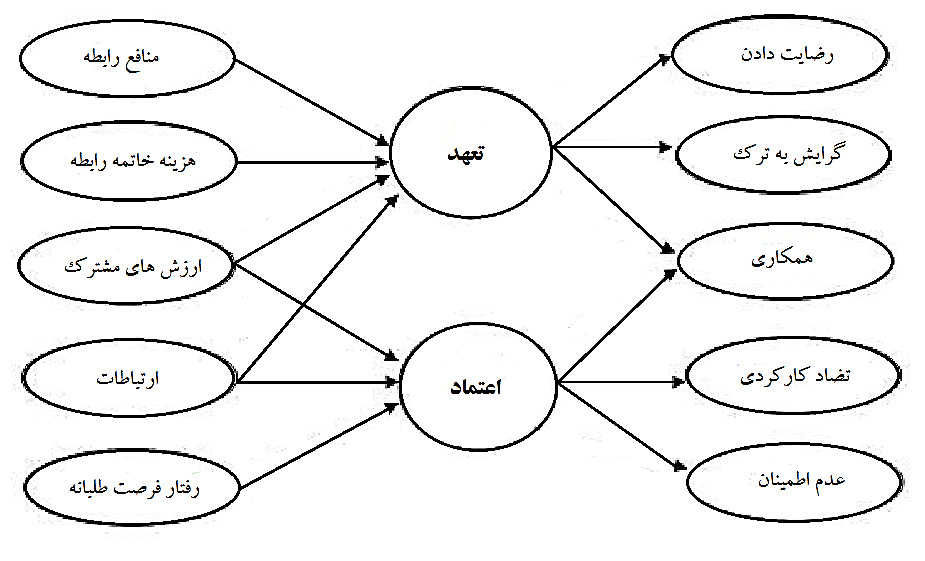 منافع رابطه
رضایت دادن
هزینه خاتمه رابطه
تعهد
گرایش به ترک
ارزش های مشترک
همکاری
ارتباطات
اعتماد
تضاد کارکردی
رفتار فرصت طلبانه
عدم اطمینان